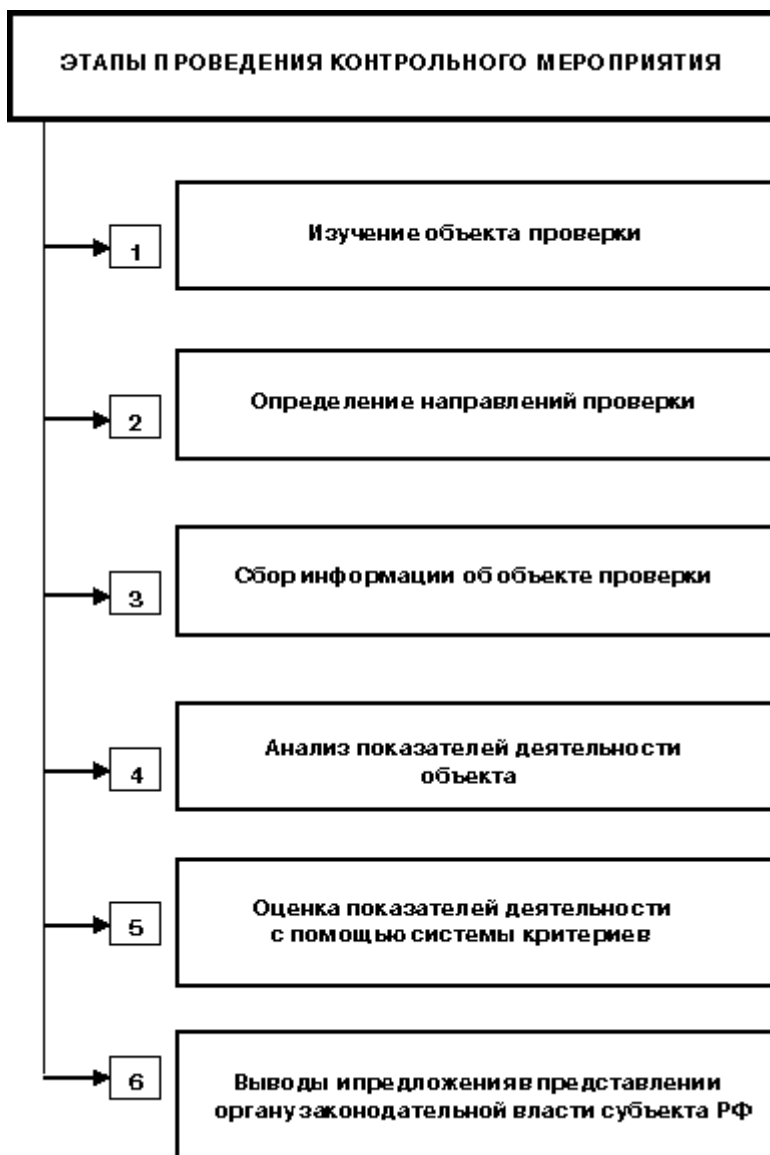 ЭТАПЫ ПРОВЕДЕНИЯ КОНТРОЛЬНОГО МЕРОПРИЯТИЯ
1
Изучение объекта проверки
2
Определение направлений проверки
3
Сбор информации об объекте проверки
4
Анализ показателей деятельности
объекта
5
Оценка показателей деятельности
с помощью системы критериев
6
Выводы и предложения в представлении
органу законодательной власти субъекта РФ